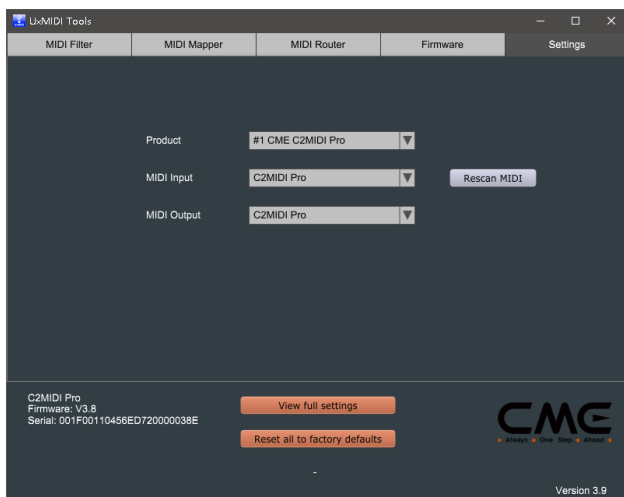 UxMIDI Tools
MIDI Filter
MIDI Mapper
MIDI Router
Firmware
Settings
Product
#1 CME C2MIDI Pro
MIDI Input
C2MIDI Pro
Rescan MIDI
MIDI Output
C2MIDI Pro
C2MIDI Pro
Firmware: V3.8
Serial: 001F00110456ED720000038E
View full settings
Reset all to factory defaults
-
CME
Always One Step Ahead
Version 3.9